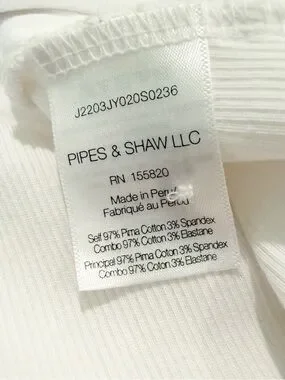 J2203JY020S0236
PIPES & SHAW LLC
RN 155820
Made in Peru
Fabriqué au Pérou
Self 97% Pima Cotton 3% Spandex
Combo 97% Cotton 3% Elastane
Principal 97% Pima Coton 3% Spandex
Combo 97% Coton 3% Elastane